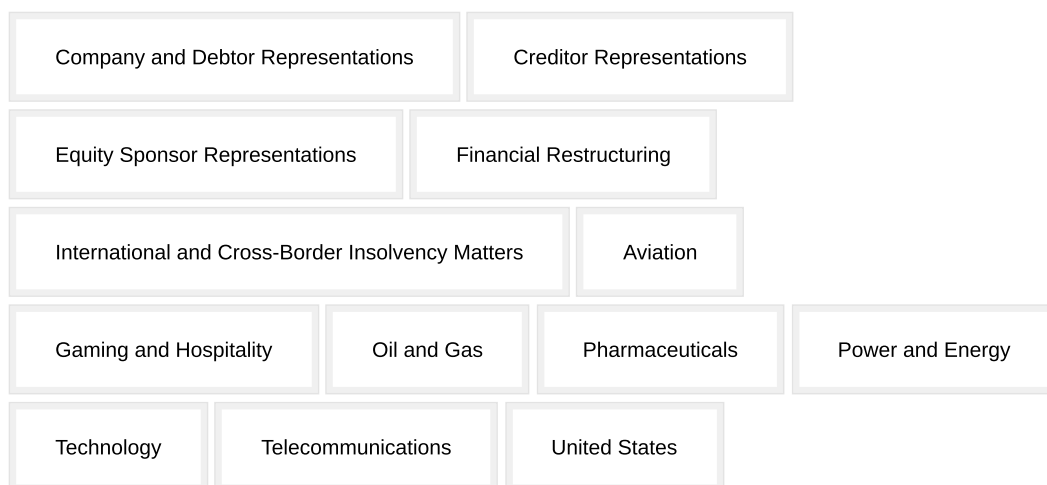 Company and Debtor Representations Creditor Representations
Equity Sponsor Representations Financial Restructuring
International and Cross-Border Insolvency Matters Aviation
Gaming and Hospitality Oil and Gas Pharmaceuticals Power and Energy
Technology Telecommunications United States